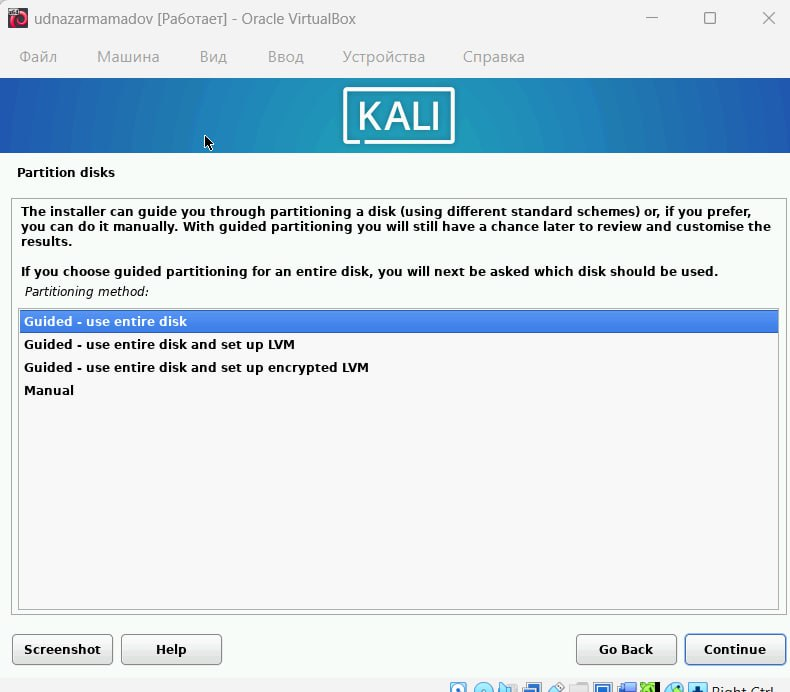 udnazarmamadov [Работает] - Oracle VirtualBox
Файл Машина Вид Ввод Устройства Справка
KALI
Partition disks
The installer can guide you through partitioning a disk (using different standard schemes) or, if you prefer,
you can do it manually. With guided partitioning you will still have a chance later to review and customise the
results.
If you choose guided partitioning for an entire disk, you will next be asked which disk should be used.
Partitioning method:
Guided - use entire disk
Guided - use entire disk and set up LVM
Guided - use entire disk and set up encrypted LVM
Manual
Screenshot Help Go Back Continue
Right Ctrl